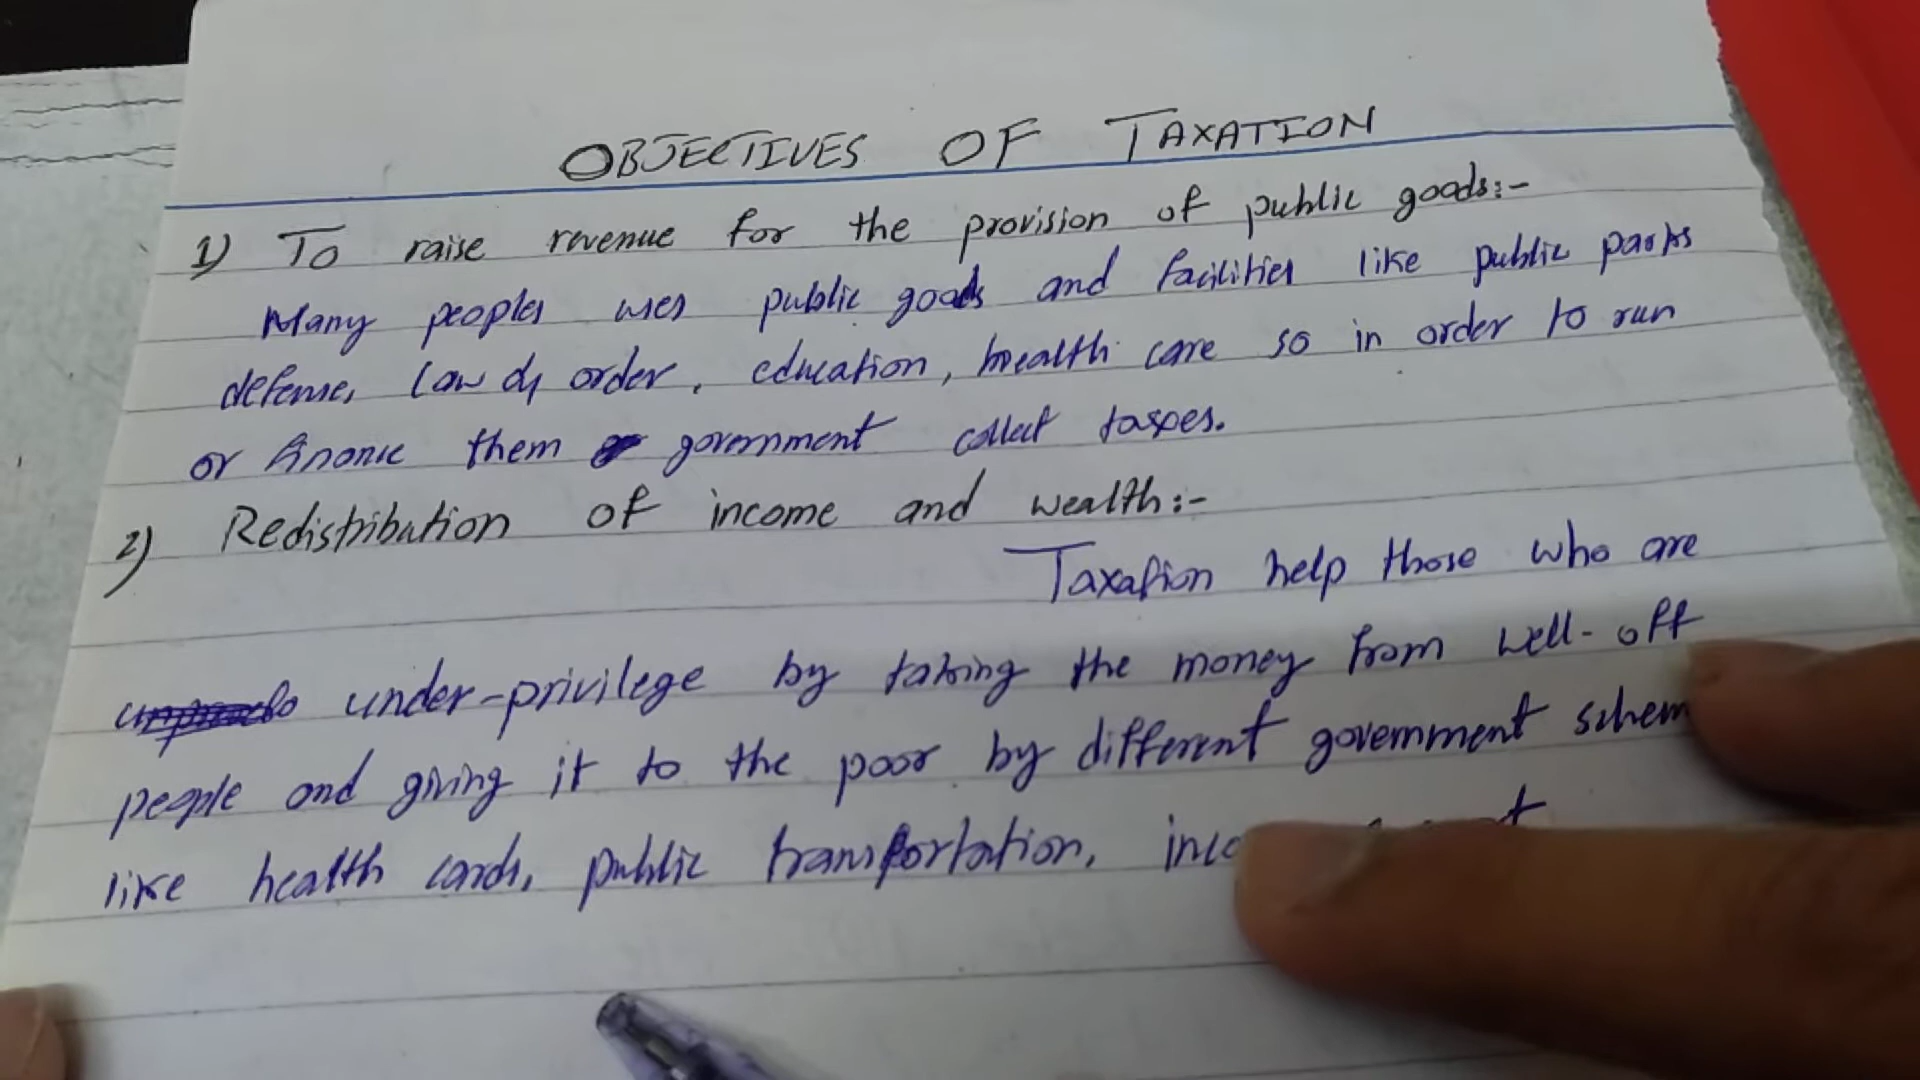 OBJECTIVES OF TAXATION
1) To raise revenue for the provision of public goods:-
Many peoples uses public goods and facilities like public parks
defense, law & order, education, health care so in order to run
or finance them government collect taxes.
2) Redistribution of income and wealth:-
Taxation help those who are
under-privilege by taking the money from well-off
people and giving it to the poor by different government schem
like health cards, public transportation,